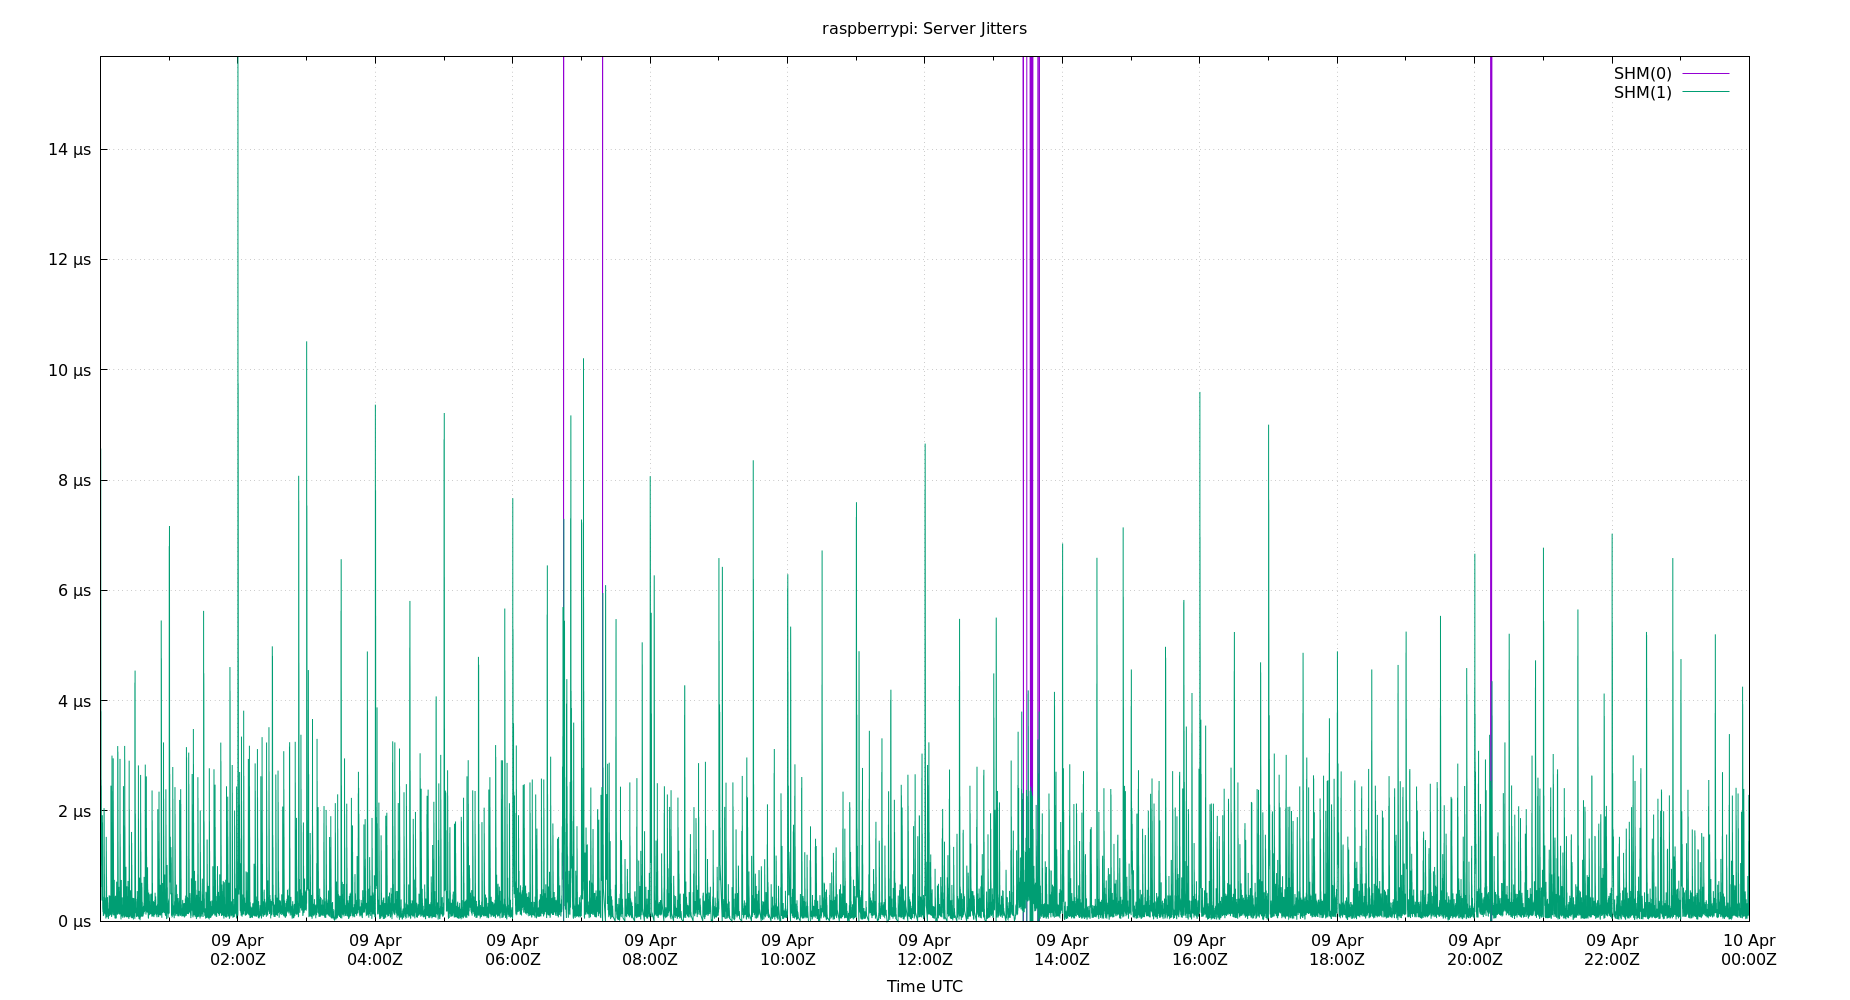 raspberrypi: Server Jitters
SHM(0)
SHM(1)
14 µs
12 µs
10 µs
8 µs
6 µs
4 µs
2 µs
0 µs
09 Apr 09 Apr 09 Apr 09 Apr 09 Apr 09 Apr 09 Apr 09 Apr 09 Apr 09 Apr 09 Apr 10 Apr
02:00Z 04:00Z 06:00Z 08:00Z 10:00Z 12:00Z 14:00Z 16:00Z 18:00Z 20:00Z 22:00Z 00:00Z
Time UTC